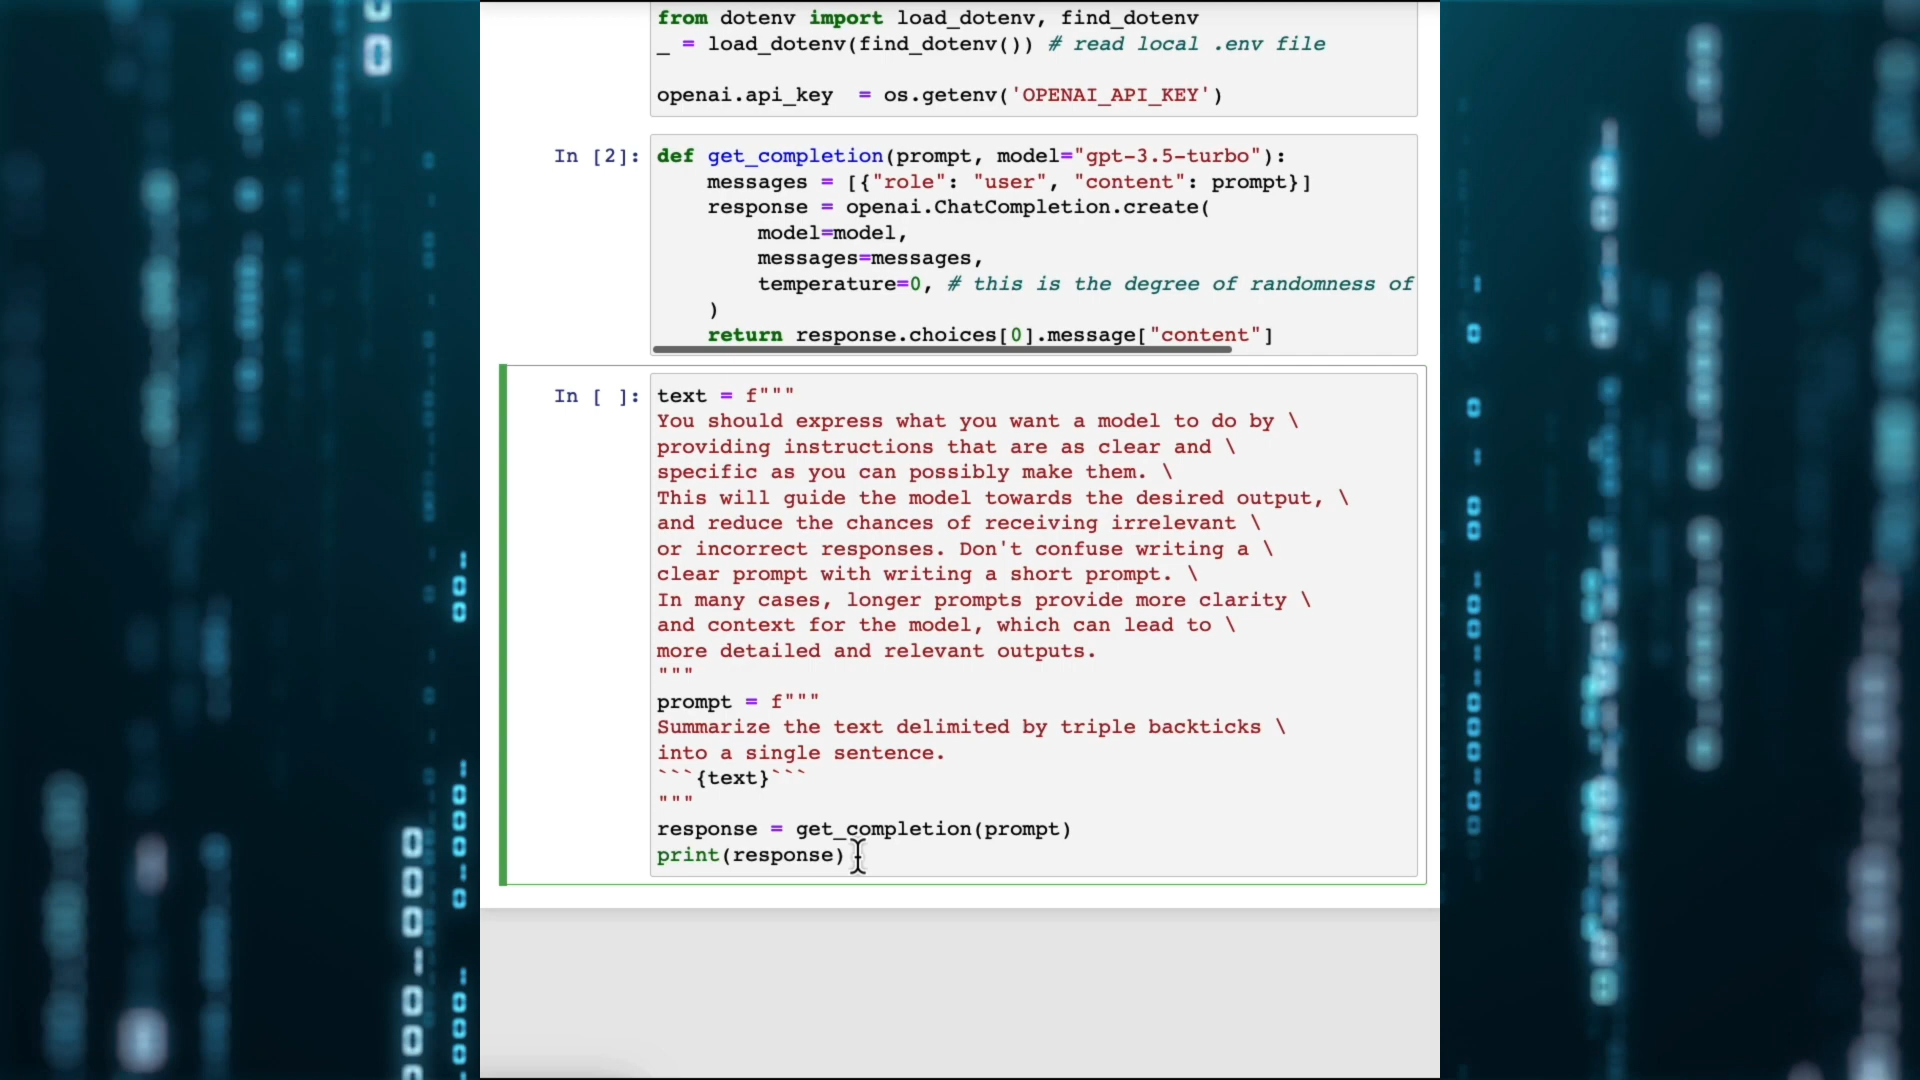 from dotenv import load_dotenv, find_dotenv
_ = load_dotenv(find_dotenv()) # read local .env file
openai.api_key  = os.getenv('OPENAI_API_KEY')
In [2]: def get_completion(prompt, model="gpt-3.5-turbo"):
    messages = [{"role": "user", "content": prompt}]
    response = openai.ChatCompletion.create(
        model=model,
        messages=messages,
        temperature=0, # this is the degree of randomness of
    )
    return response.choices[0].message["content"]
In [ ]: text = f"""
You should express what you want a model to do by \
providing instructions that are as clear and \
specific as you can possibly make them. \
This will guide the model towards the desired output, \
and reduce the chances of receiving irrelevant \
or incorrect responses. Don't confuse writing a \
clear prompt with writing a short prompt. \
In many cases, longer prompts provide more clarity \
and context for the model, which can lead to \
more detailed and relevant outputs.
"""
prompt = f"""
Summarize the text delimited by triple backticks \
into a single sentence.
```{text}```
"""
response = get_completion(prompt)
print(response)